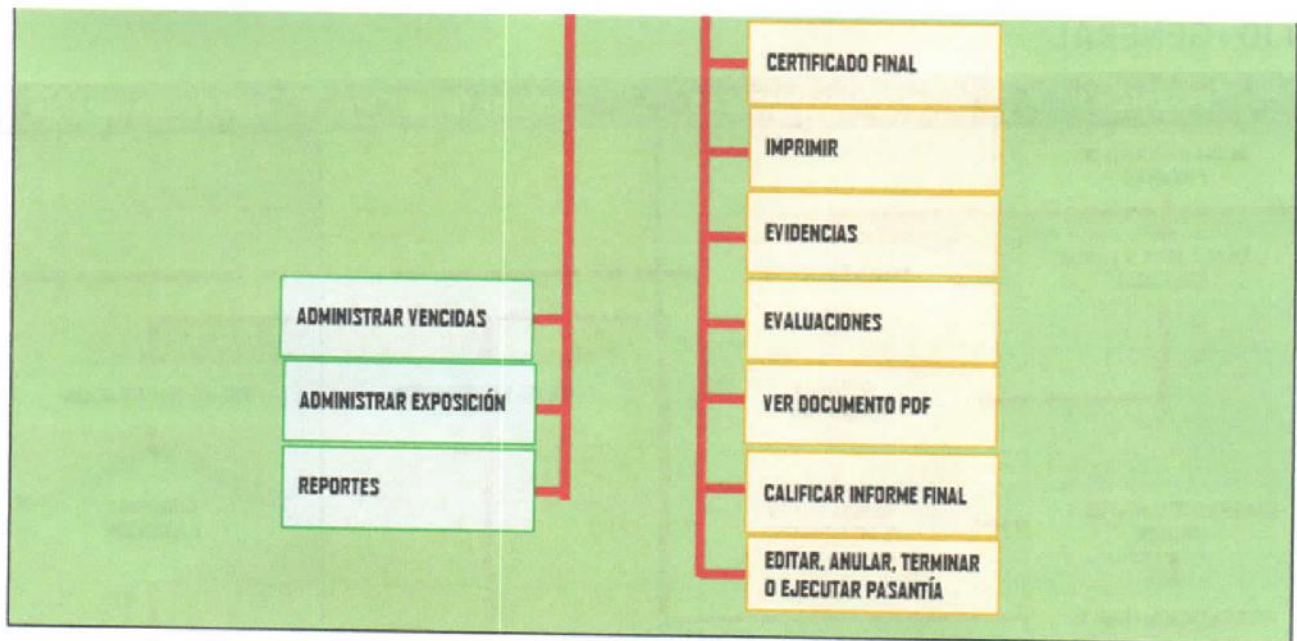 CERTIFICADO FINAL
IMPRIMIR
EVIDENCIAS
EVALUACIONES
VER DOCUMENTO PDF
CALIFICAR INFORME FINAL
EDITAR, ANULAR, TERMINAR
O EJECUTAR PASANTÍA
ADMINISTRAR VENCIDAS
ADMINISTRAR EXPOSICIÓN
REPORTES